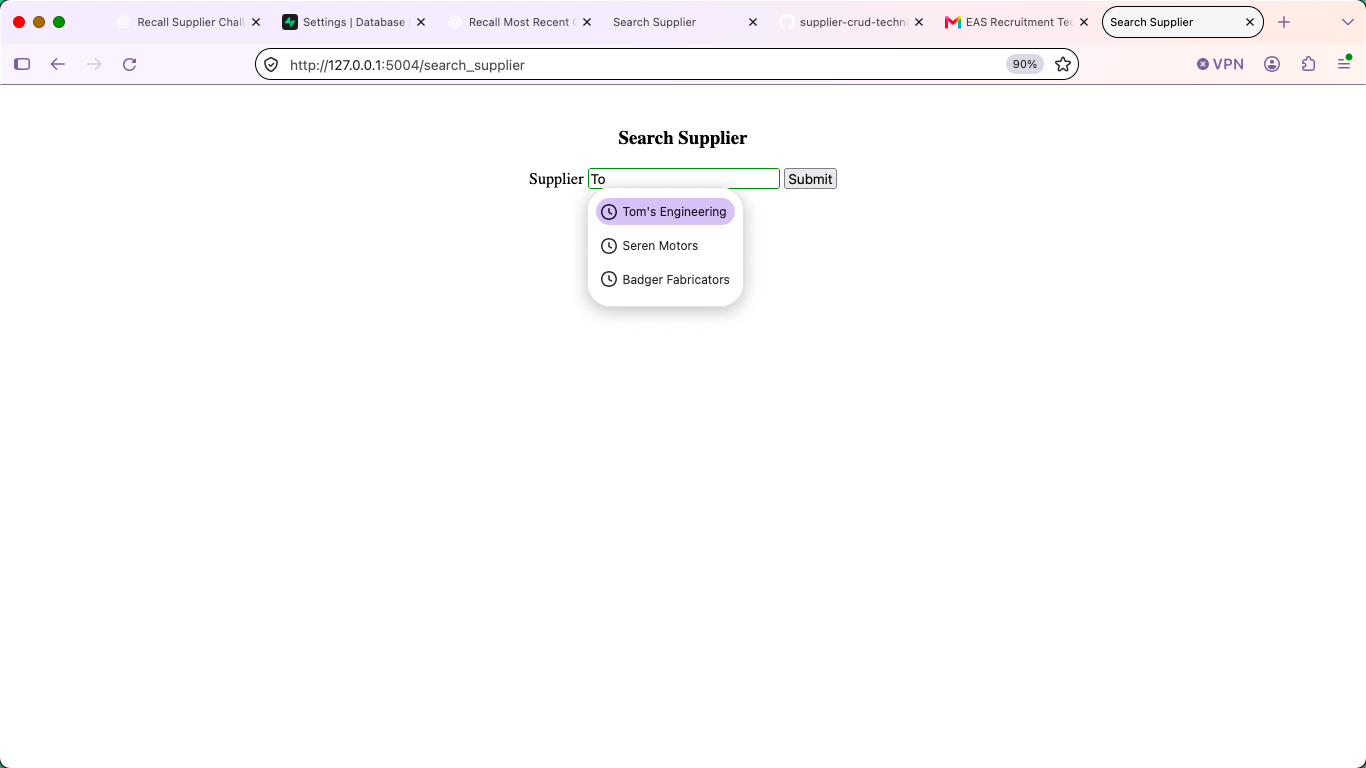 Recall Supplier Chall
Settings | Database |
Recall Most Recent C
Search Supplier
supplier-crud-techni
EAS Recruitment Tec
Search Supplier
http://127.0.0.1:5004/search_supplier
90%
VPN
Search Supplier
Supplier To Submit
Tom's Engineering
Seren Motors
Badger Fabricators